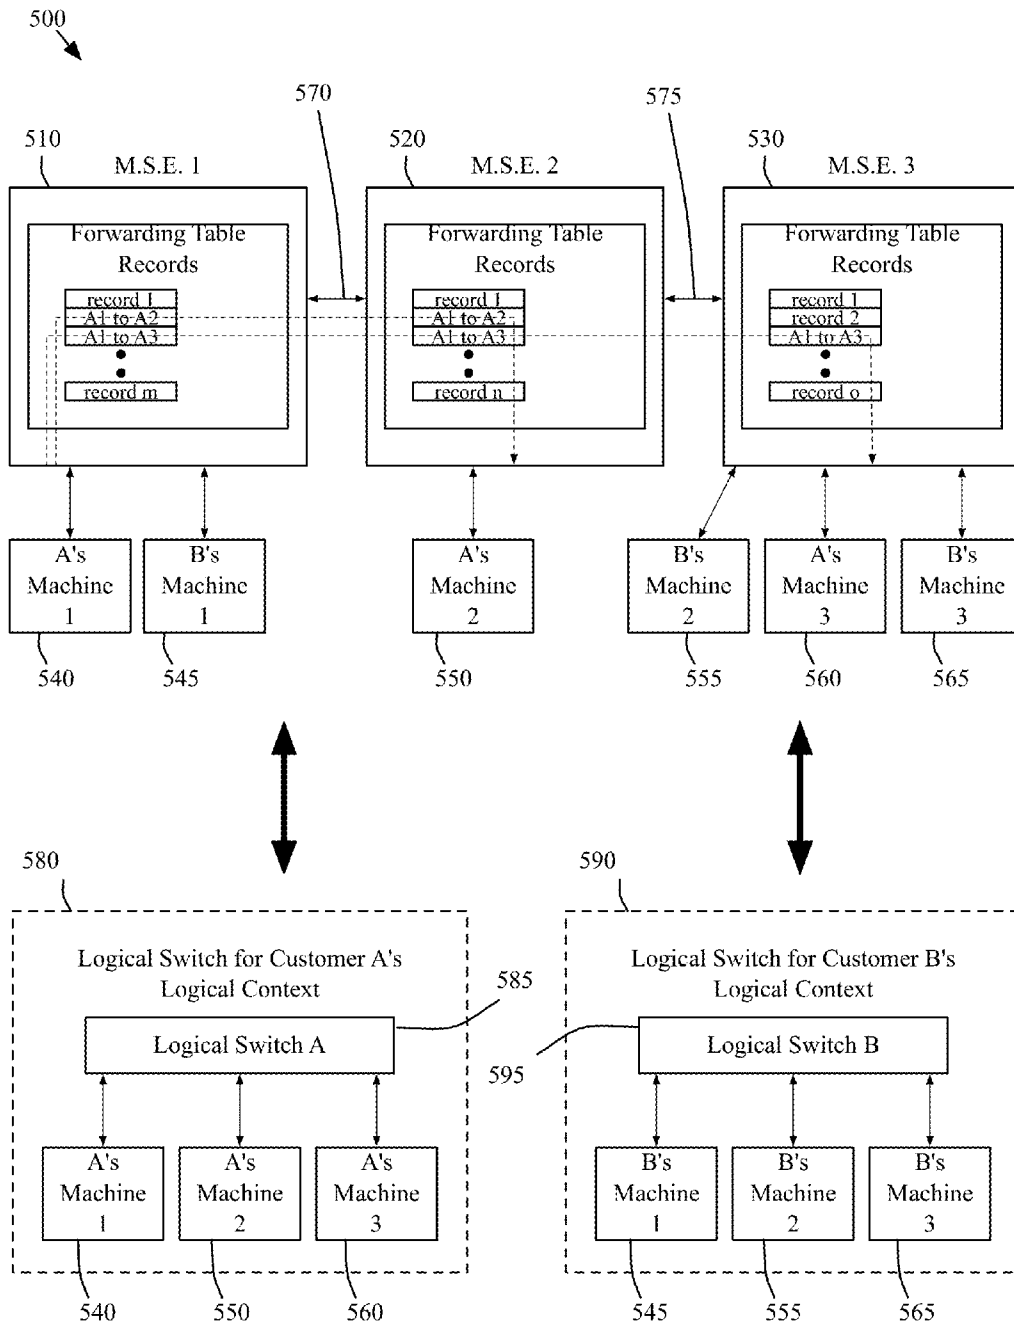 500
570
575
510
520
530
M.S.E. 1
M.S.E. 2
M.S.E. 3
Forwarding Table
Records
record 1
A1 to A2
A1 to A3
record m
Forwarding Table
Records
record 1
A1 to A2
A1 to A3
record n
Forwarding Table
Records
record 1
record 2
A1 to A3
record o
A's
Machine
1
B's
Machine
1
A's
Machine
2
B's
Machine
2
A's
Machine
3
B's
Machine
3
540
545
550
555
560
565
580
590
Logical Switch for Customer A's
Logical Context
585
Logical Switch A
A's
Machine
1
A's
Machine
2
A's
Machine
3
540
550
560
Logical Switch for Customer B's
Logical Context
595
Logical Switch B
B's
Machine
1
B's
Machine
2
B's
Machine
3
545
555
565